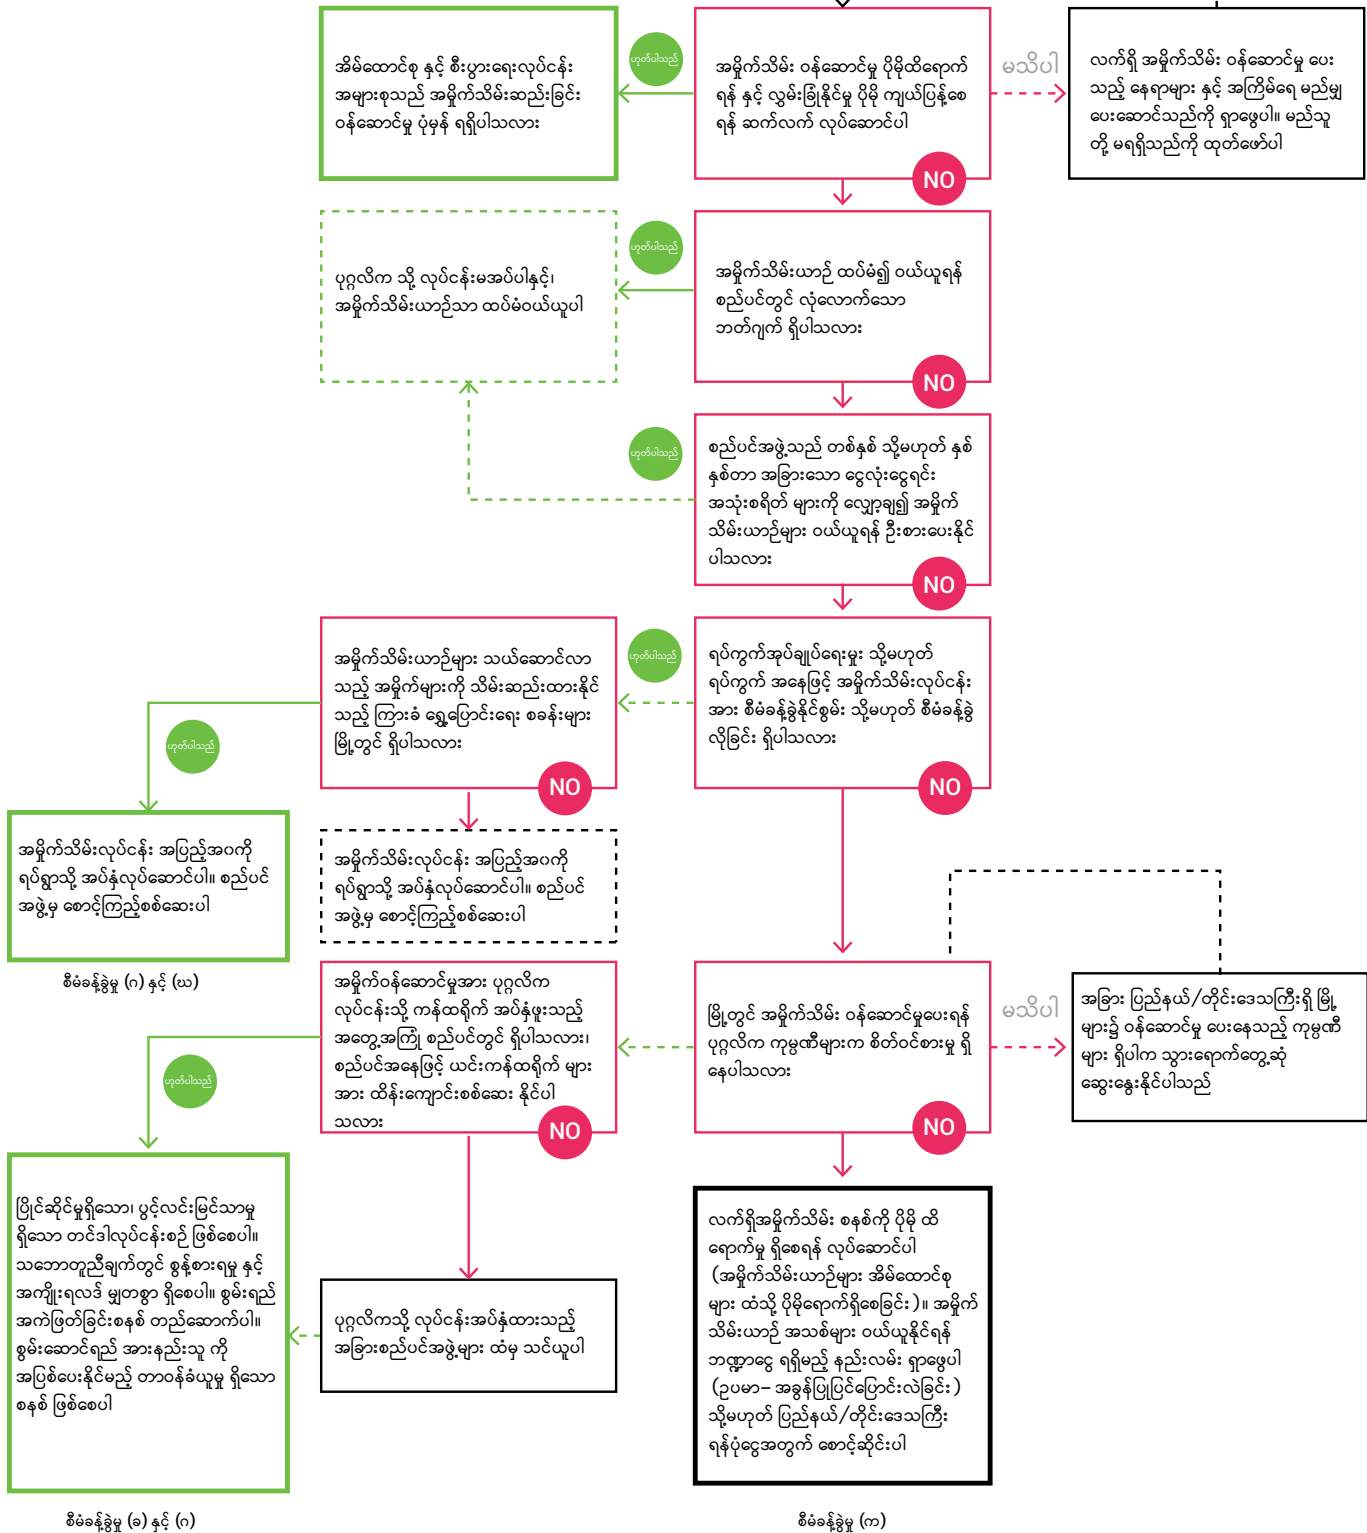 အိမ်ထောင်စု နှင့် စီးပွားရေးလုပ်ငန်း
အများစုသည် အမှိုက်သိမ်းဆည်းခြင်း
ဝန်ဆောင်မှု ပုံမှန် ရရှိပါသလား
ဟုတ်ပါသည်
အမှိုက်သိမ်း ဝန်ဆောင်မှု ပိုမိုထိရောက်
ရန် နှင့် လွှမ်းခြုံနိုင်မှု ပိုမို ကျယ်ပြန့်စေ
ရန် ဆက်လက် လုပ်ဆောင်ပါ
NO
မသိပါ
လက်ရှိ အမှိုက်သိမ်း ဝန်ဆောင်မှု ပေး
သည့် နေရာများ နှင့် အကြိမ်ရေ မည်မျှ
ပေးဆောင်သည်ကို ရှာဖွေပါ။ မည်သူ
တို့ မရရှိသည်ကို ထုတ်ဖော်ပါ
ပုဂ္ဂလိက သို့ လုပ်ငန်းမအပ်ပါနှင့်၊
အမှိုက်သိမ်းယာဉ်သာ ထပ်မံဝယ်ယူပါ
ဟုတ်ပါသည်
အမှိုက်သိမ်းယာဉ် ထပ်မံ၍ ဝယ်ယူရန်
စည်ပင်တွင် လုံလောက်သော
ဘတ်ဂျက် ရှိပါသလား
NO
ဟုတ်ပါသည်
စည်ပင်အဖွဲ့သည် တစ်နှစ် သို့မဟုတ် နှစ်
နှစ်တာ အခြားသော ငွေလုံးငွေရင်း
အသုံးစရိတ် များကို လျှော့ချ၍ အမှိုက်
သိမ်းယာဉ်များ ဝယ်ယူရန် ဦးစားပေးနိုင်
ပါသလား
NO
အမှိုက်သိမ်းယာဉ်များ သယ်ဆောင်လာ
သည့် အမှိုက်များကို သိမ်းဆည်းထားနိုင်
သည့် ကြားခံ ရွှေ့ပြောင်းရေး စခန်းများ
မြို့တွင် ရှိပါသလား
NO
ဟုတ်ပါသည်
ရပ်ကွက်အုပ်ချုပ်ရေးမှူး သို့မဟုတ်
ရပ်ကွက် အနေဖြင့် အမှိုက်သိမ်းလုပ်ငန်း
အား စီမံခန့်ခွဲနိုင်စွမ်း သို့မဟုတ် စီမံခန့်ခွဲ
လိုခြင်း ရှိပါသလား
NO
ဟုတ်ပါသည်
အမှိုက်သိမ်းလုပ်ငန်း အပြည့်အ၀ကို
ရပ်ရွာသို့ အပ်နှံလုပ်ဆောင်ပါ။ စည်ပင်
အဖွဲ့မှ စောင့်ကြည့်စစ်ဆေးပါ
စီမံခန့်ခွဲမှု (ဂ) နှင့် (ဃ)
အမှိုက်သိမ်းလုပ်ငန်း အပြည့်အ၀ကို
ရပ်ရွာသို့ အပ်နှံလုပ်ဆောင်ပါ။ စည်ပင်
အဖွဲ့မှ စောင့်ကြည့်စစ်ဆေးပါ
အမှိုက်ဝန်ဆောင်မှုအား ပုဂ္ဂလိက
လုပ်ငန်းသို့ ကန်ထရိုက် အပ်နှံဖူးသည့်
အတွေ့အကြုံ စည်ပင်တွင် ရှိပါသလား၊
စည်ပင်အနေဖြင့် ယင်းကန်ထရိုက် များ
အား ထိန်းကျောင်းစစ်ဆေး နိုင်ပါ
သလား
NO
မြို့တွင် အမှိုက်သိမ်း ဝန်ဆောင်မှုပေးရန်
ပုဂ္ဂလိက ကုမ္ပဏီများက စိတ်ဝင်စားမှု ရှိ
နေပါသလား
NO
မသိပါ
အခြား ပြည်နယ်/တိုင်းဒေသကြီးရှိ မြို့
များ၌ ဝန်ဆောင်မှု ပေးနေသည့် ကုမ္ပဏီ
များ ရှိပါက သွားရောက်တွေ့ဆုံ
ဆွေးနွေးနိုင်ပါသည်
ဟုတ်ပါသည်
ပြိုင်ဆိုင်မှုရှိသော၊ ပွင့်လင်းမြင်သာမှု
ရှိသော တင်ဒါလုပ်ငန်းစဉ် ဖြစ်စေပါ။
သဘောတူညီချက်တွင် စွန့်စားရမှု နှင့်
အကျိုးရလဒ် မျှတစွာ ရှိစေပါ။ စွမ်းရည်
အကဲဖြတ်ခြင်းစနစ် တည်ဆောက်ပါ။
စွမ်းဆောင်ရည် အားနည်းသူ ကို
အပြစ်ပေးနိုင်မည့် တာဝန်ခံယူမှု ရှိသော
စနစ် ဖြစ်စေပါ
စီမံခန့်ခွဲမှု (ခ) နှင့် (ဂ)
ပုဂ္ဂလိကသို့ လုပ်ငန်းအပ်နှံထားသည့်
အခြားစည်ပင်အဖွဲ့များ ထံမှ သင်ယူပါ
လက်ရှိအမှိုက်သိမ်း စနစ်ကို ပိုမို ထိ
ရောက်မှု ရှိစေရန် လုပ်ဆောင်ပါ
(အမှိုက်သိမ်းယာဉ်များ အိမ်ထောင်စု
များ ထံသို့ ပိုမိုရောက်ရှိစေခြင်း)။ အမှိုက်
သိမ်းယာဉ် အသစ်များ ဝယ်ယူနိုင်ရန်
ဘဏ္ဍာငွေ ရရှိမည့် နည်းလမ်း ရှာဖွေပါ
(ဥပမာ– အခွန်ပြုပြင်ပြောင်းလဲခြင်း)
သို့မဟုတ် ပြည်နယ်/တိုင်းဒေသကြီး
ရန်ပုံငွေအတွက် စောင့်ဆိုင်းပါ
စီမံခန့်ခွဲမှု (က)